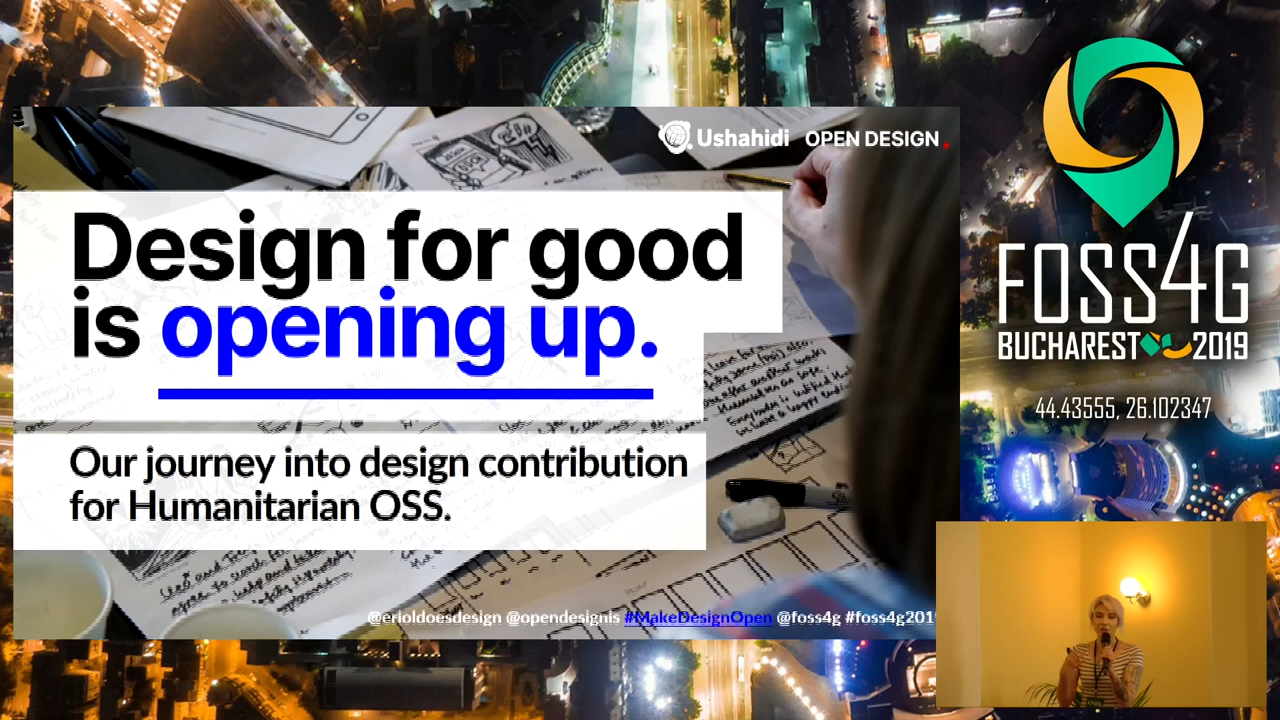 Ushahidi OPEN DESIGN.
Design for good
is opening up.
Our journey into design contribution
for Humanitarian OSS.
@erioldoesdesign @opendesignis #MakeDesignOpen @foss4g #foss4g201
FOSS4G
BUCHAREST 2019
44.43555, 26.102347